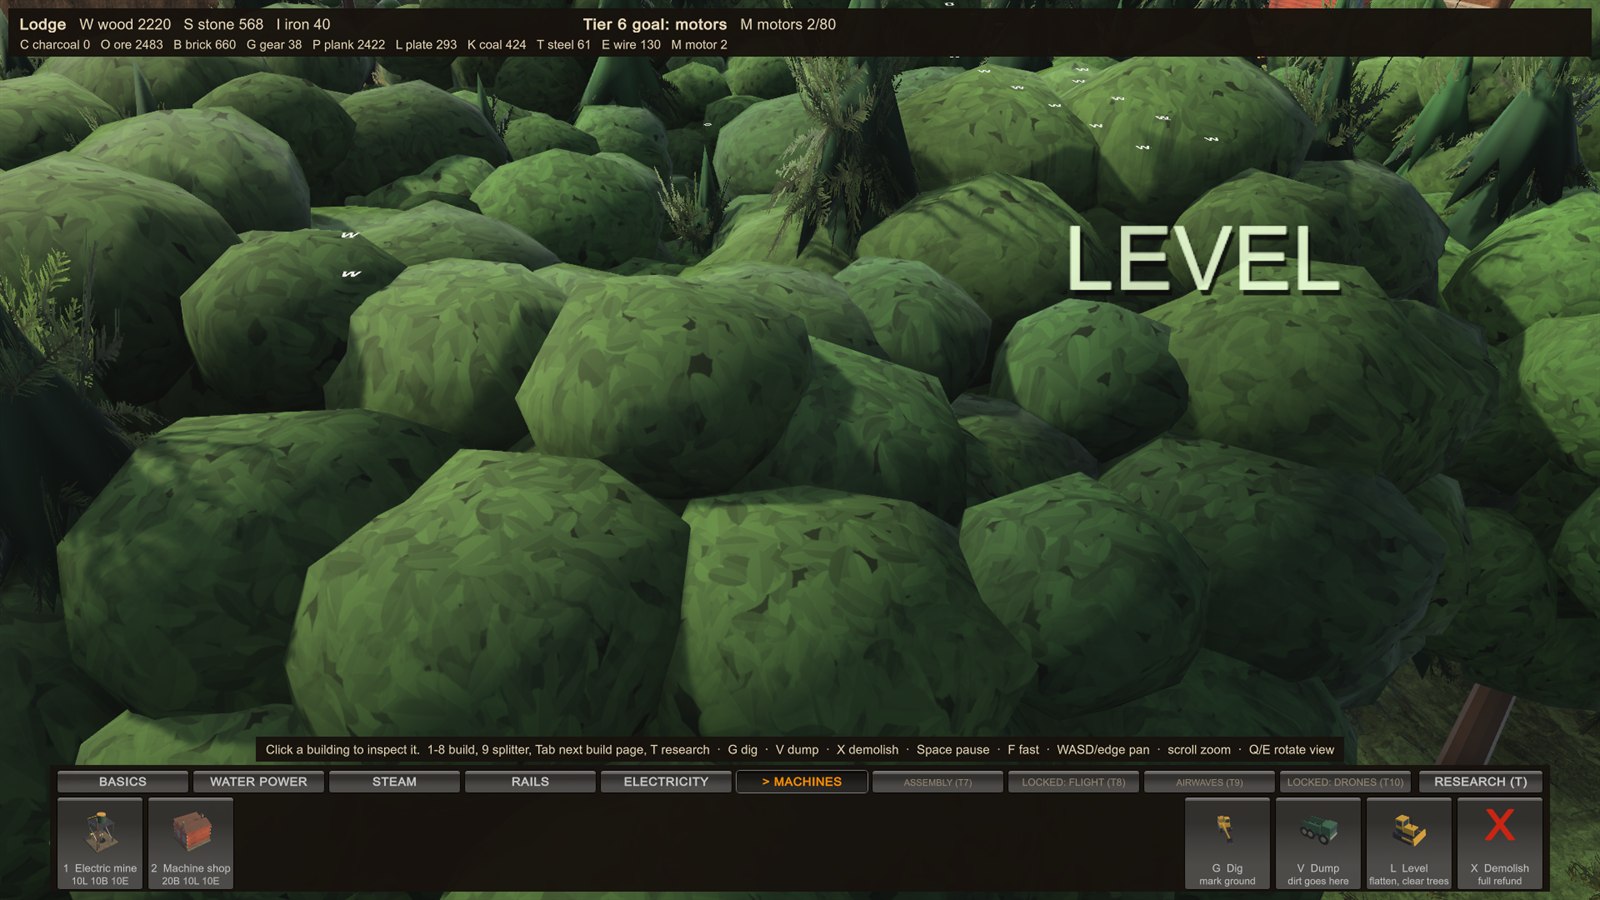 Lodge W wood 2220 S stone 568 I iron 40 Tier 6 goal: motors M motors 2/80
C charcoal 0 O ore 2483 B brick 660 G gear 38 P plank 2422 L plate 293 K coal 424 T steel 61 E wire 130 M motor 2
LEVEL
Click a building to inspect it. 1-8 build, 9 splitter, Tab next build page, T research · G dig · V dump · X demolish · Space pause · F fast · WASD/edge pan · scroll zoom · Q/E rotate view
BASICS WATER POWER STEAM RAILS ELECTRICITY > MACHINES ASSEMBLY (T7) LOCKED: FLIGHT (T8) AIRWAVES (T9) LOCKED: DRONES (T10) RESEARCH (T)
1 Electric mine 2 Machine shop G Dig V Dump L Level X Demolish
10L 10B 10E 20B 10L 10E mark ground dirt goes here flatten, clear trees full refund